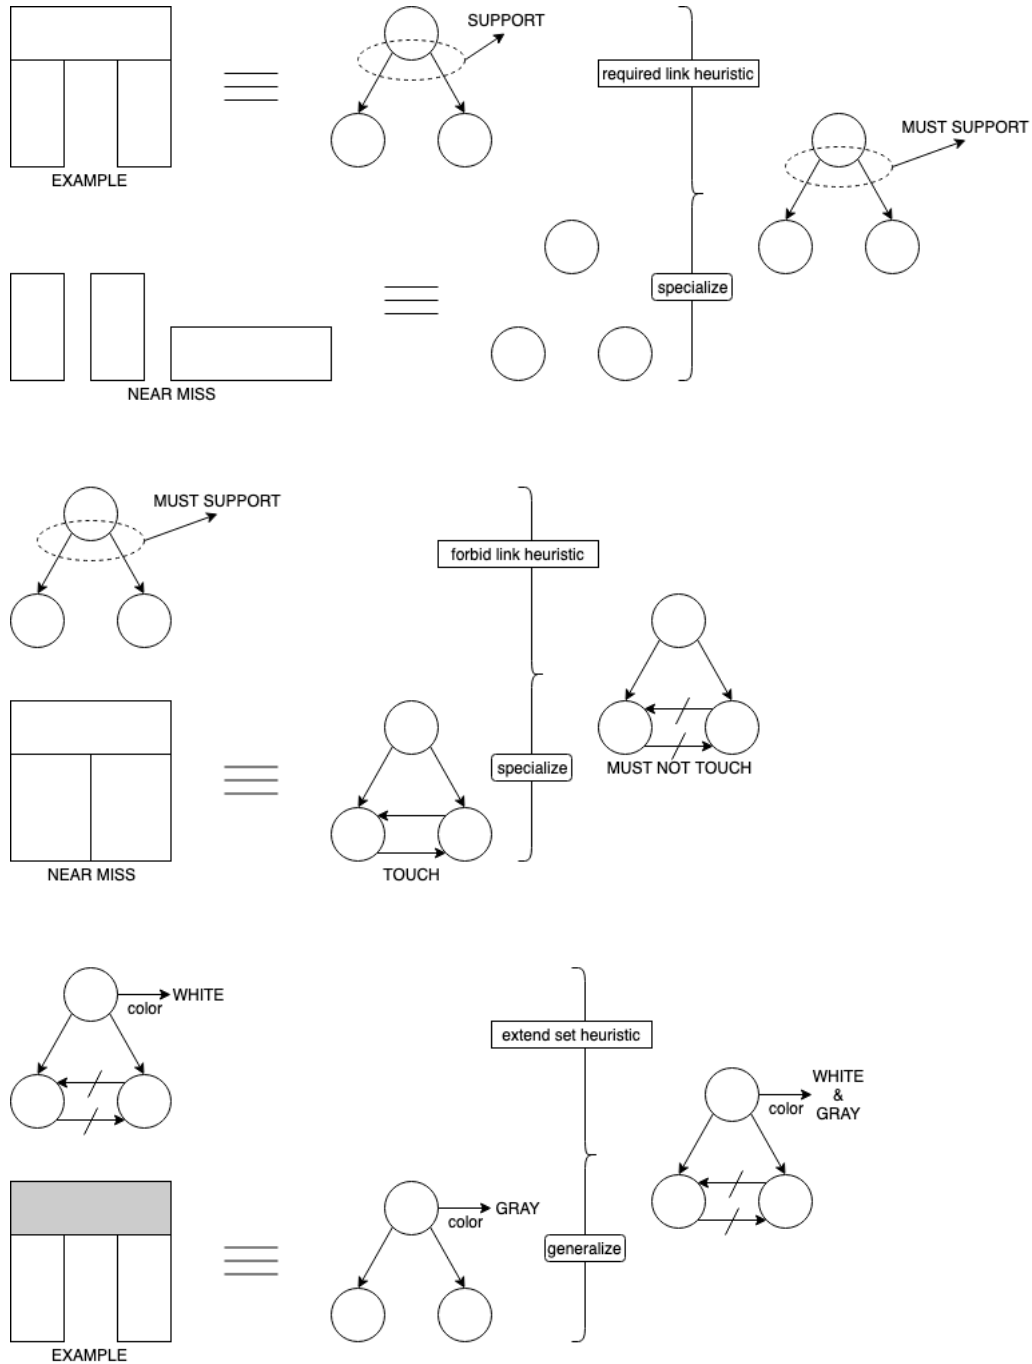 SUPPORT
required link heuristic
MUST SUPPORT
EXAMPLE
specialize
NEAR MISS
MUST SUPPORT
forbid link heuristic
specialize
MUST NOT TOUCH
NEAR MISS
TOUCH
WHITE
color
extend set heuristic
WHITE
&
GRAY
color
GRAY
color
generalize
EXAMPLE